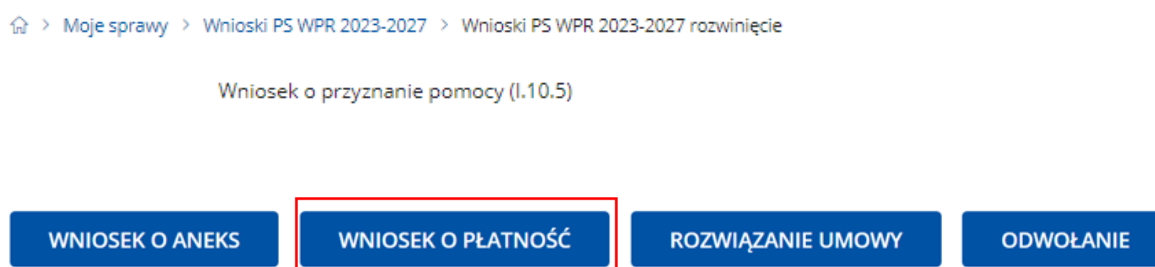 > Moje sprawy > Wnioski PS WPR 2023-2027 > Wnioski PS WPR 2023-2027 rozwinięcie
Wniosek o przyznanie pomocy (I.10.5)
WNIOSEK O ANEKS WNIOSEK O PŁATNOŚĆ ROZWIĄZANIE UMOWY ODWOŁANIE